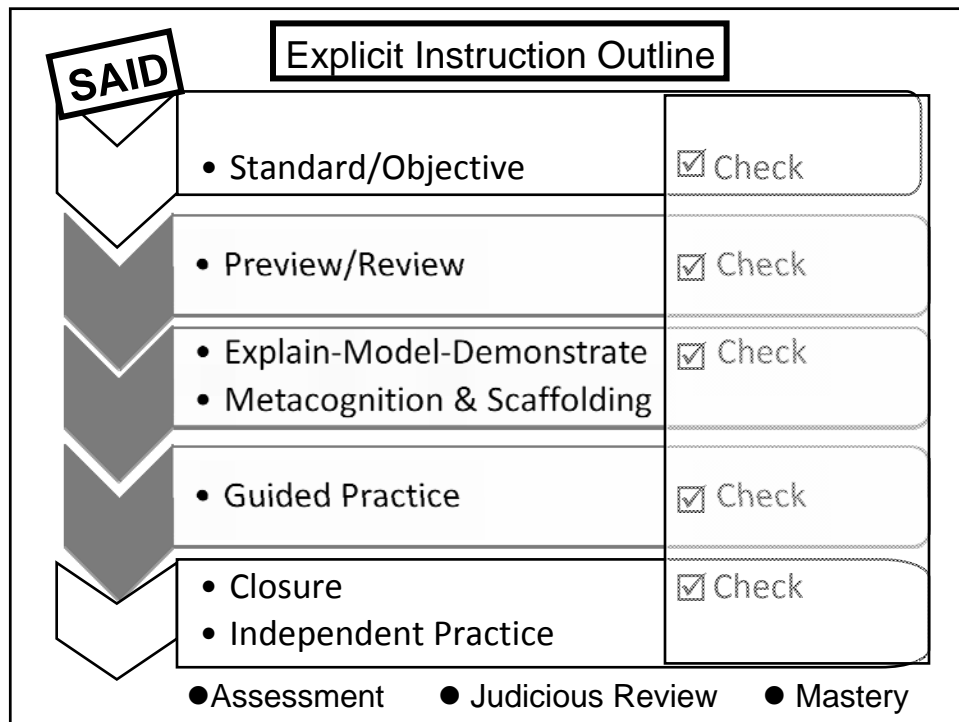 Explicit Instruction Outline
SAID
• Standard/Objective ☑ Check
• Preview/Review ☑ Check
• Explain-Model-Demonstrate ☑ Check
• Metacognition & Scaffolding
• Guided Practice ☑ Check
• Closure ☑ Check
• Independent Practice
●Assessment ● Judicious Review ● Mastery